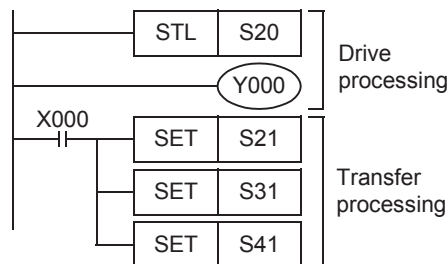 STL S20
Drive
processing
Y000
X000
SET S21
SET S31
Transfer
processing
SET S41